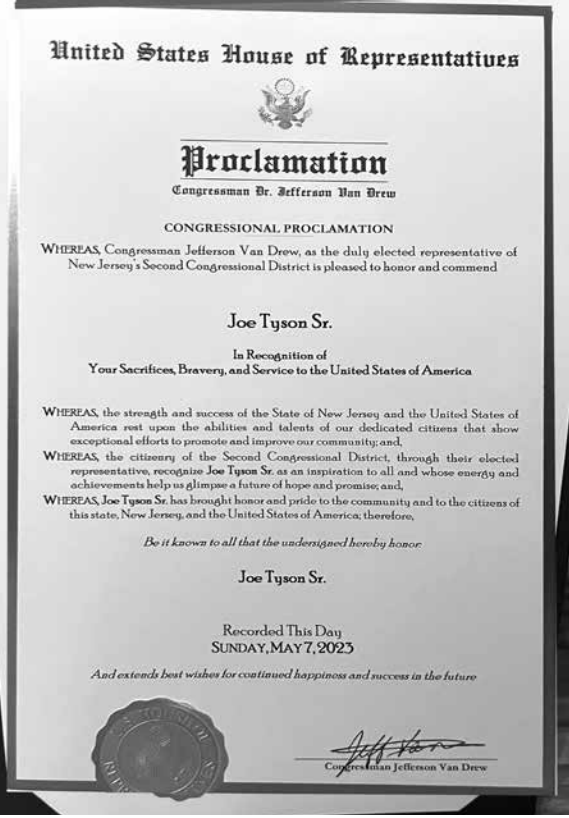 United States House of Representatives
Proclamation
Congressman Dr. Jefferson Van Drew
CONGRESSIONAL PROCLAMATION
WHEREAS, Congressman Jefferson Van Drew, as the duly elected representative of
New Jersey's Second Congressional District is pleased to honor and commend
Joe Tyson Sr.
In Recognition of
Your Sacrifices, Bravery, and Service to the United States of America
WHEREAS, the strength and success of the State of New Jersey and the United States of
America rest upon the abilities and talents of our dedicated citizens that show
exceptional efforts to promote and improve our community; and,
WHEREAS, the citizenry of the Second Congressional District, through their elected
representative, recognize Joe Tyson Sr. as an inspiration to all and whose energy and
achievements help us glimpse a future of hope and promise; and,
WHEREAS, Joe Tyson Sr. has brought honor and pride to the community and to the citizens of
this state, New Jersey, and the United States of America; therefore,
Be it known to all that the undersigned hereby honor:
Joe Tyson Sr.
Recorded This Day
SUNDAY, MAY 7, 2023
And extends best wishes for continued happiness and success in the future
Jeff Van
Congressman Jefferson Van Drew